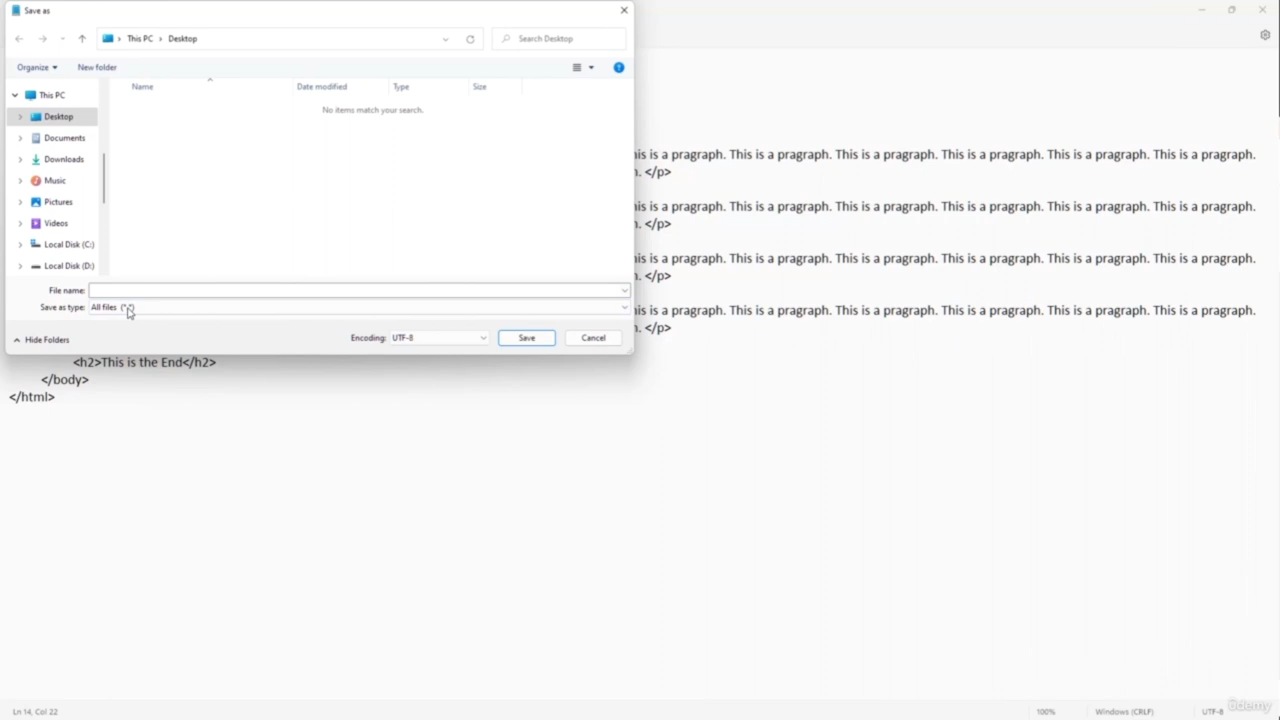 Save as
This PC > Desktop
Search Desktop
Organize
New folder
Name
Date modified
Type
Size
No items match your search.
This PC
Desktop
Documents
Downloads
Music
Pictures
Videos
Local Disk (C:)
Local Disk (D:)
File name:
Save as type: All files (*.*)
Hide Folders
Encoding: UTF-8
Save
Cancel
is is a pragraph. This is a pragraph. This is a pragraph. This is a pragraph. This is a pragraph. This is a pragraph.
. </p>
is is a pragraph. This is a pragraph. This is a pragraph. This is a pragraph. This is a pragraph. This is a pragraph.
. </p>
is is a pragraph. This is a pragraph. This is a pragraph. This is a pragraph. This is a pragraph. This is a pragraph.
. </p>
is is a pragraph. This is a pragraph. This is a pragraph. This is a pragraph. This is a pragraph. This is a pragraph.
. </p>
<h2>This is the End</h2>
</body>
</html>
Ln 14, Col 22
100%
Windows (CRLF)
UTF-8
ûdemy